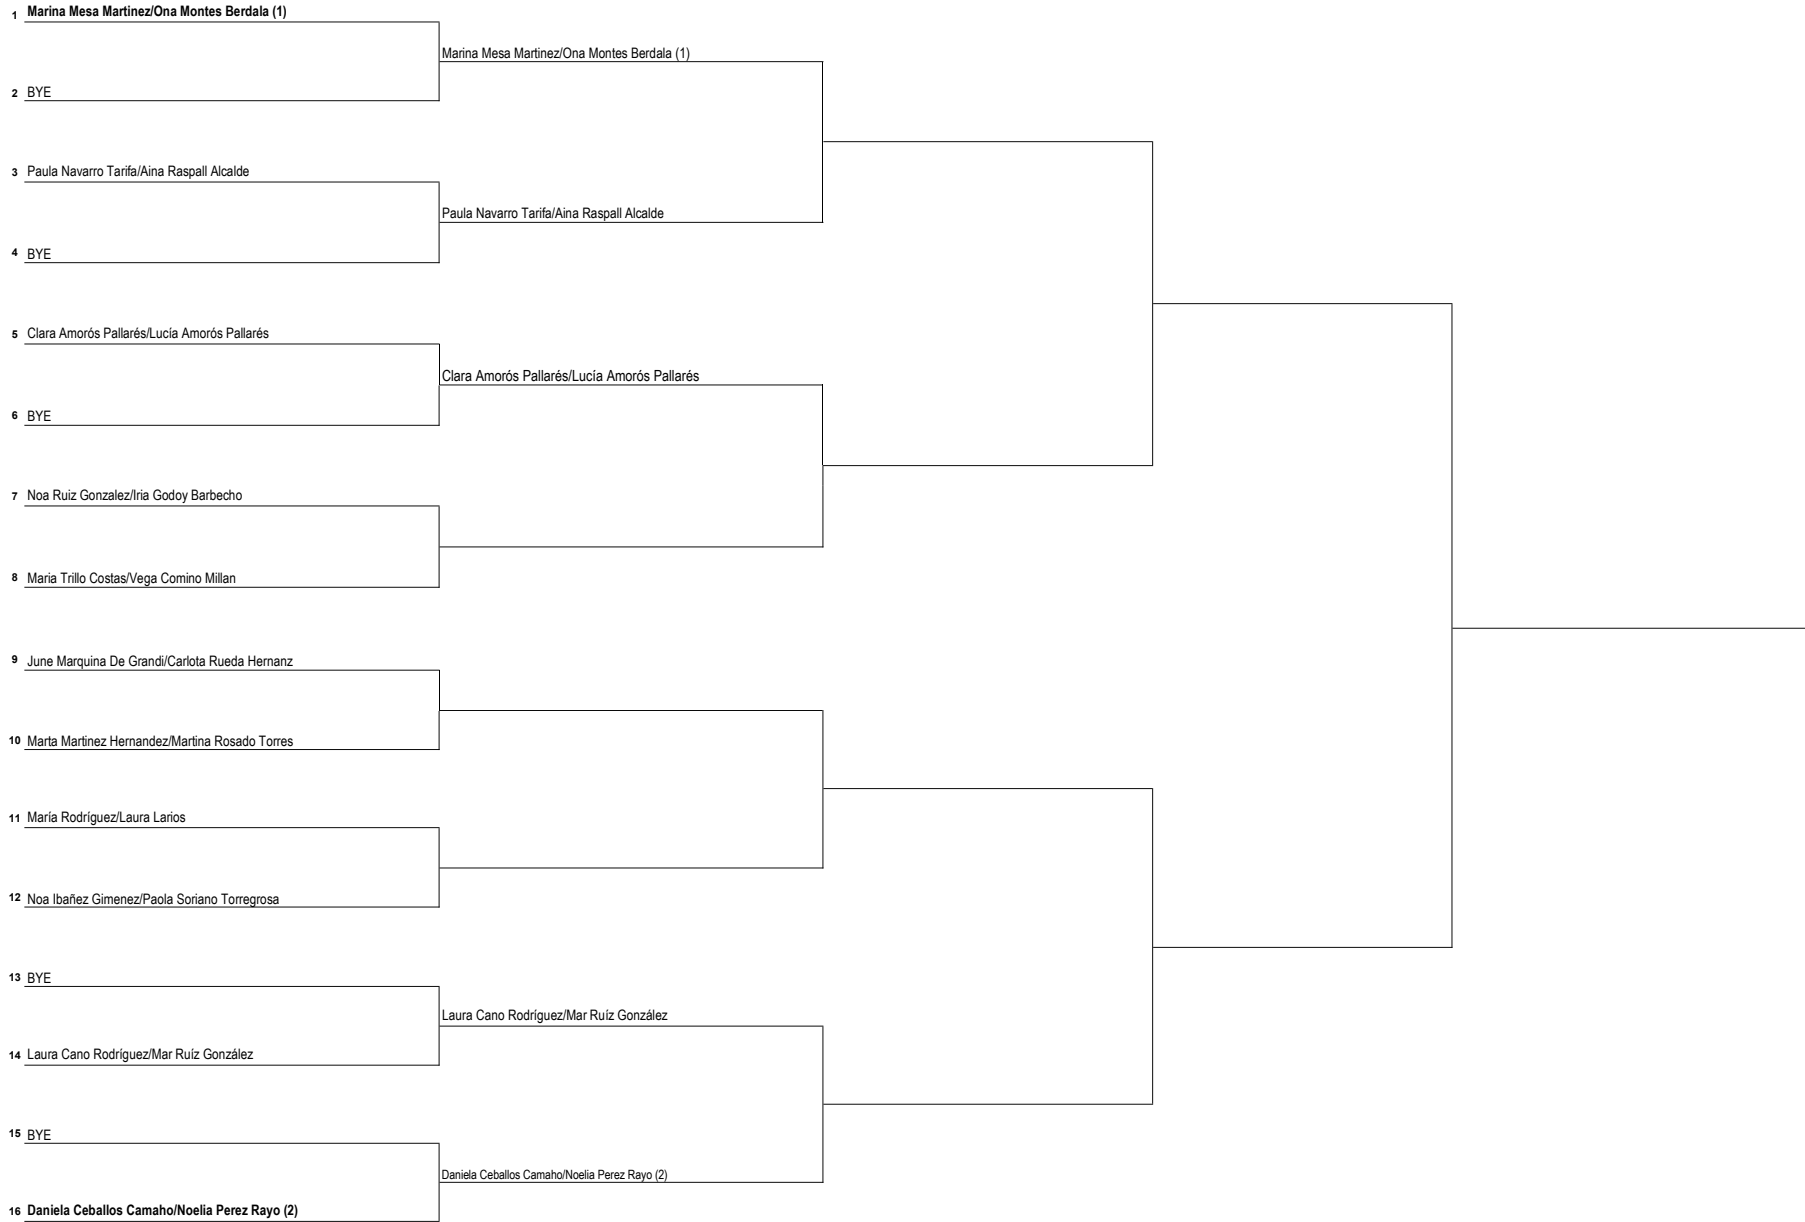 1 Marina Mesa Martinez/Ona Montes Berdala (1)
Marina Mesa Martinez/Ona Montes Berdala (1)
2 BYE
3 Paula Navarro Tarifa/Aina Raspall Alcalde
Paula Navarro Tarifa/Aina Raspall Alcalde
4 BYE
5 Clara Amorós Pallarés/Lucía Amorós Pallarés
Clara Amorós Pallarés/Lucía Amorós Pallarés
6 BYE
7 Noa Ruiz Gonzalez/Iria Godoy Barbecho
8 Maria Trillo Costas/Vega Comino Millan
9 June Marquina De Grandi/Carlota Rueda Hernanz
10 Marta Martinez Hernandez/Martina Rosado Torres
11 María Rodríguez/Laura Larios
12 Noa Ibañez Gimenez/Paola Soriano Torregrosa
13 BYE
Laura Cano Rodríguez/Mar Ruíz González
14 Laura Cano Rodríguez/Mar Ruíz González
15 BYE
Daniela Ceballos Camaho/Noelia Perez Rayo (2)
16 Daniela Ceballos Camaho/Noelia Perez Rayo (2)